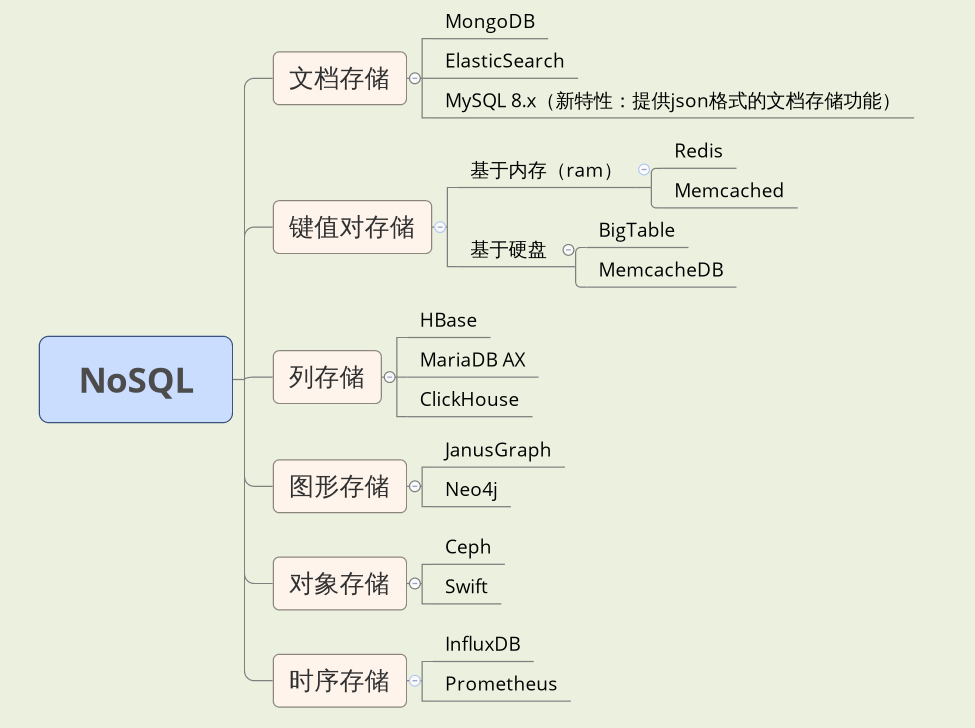 NoSQL
文档存储
MongoDB
ElasticSearch
MySQL 8.x（新特性：提供json格式的文档存储功能）
键值对存储
基于内存（ram）
Redis
Memcached
基于硬盘
BigTable
MemcacheDB
列存储
HBase
MariaDB AX
ClickHouse
图形存储
JanusGraph
Neo4j
对象存储
Ceph
Swift
时序存储
InfluxDB
Prometheus